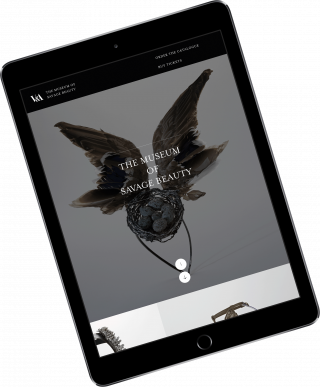 V&A
THE MUSEUM OF
SAVAGE BEAUTY
ORDER THE CATALOGUE
BUY TICKETS
THE MUSEUM
OF
SAVAGE BEAUTY